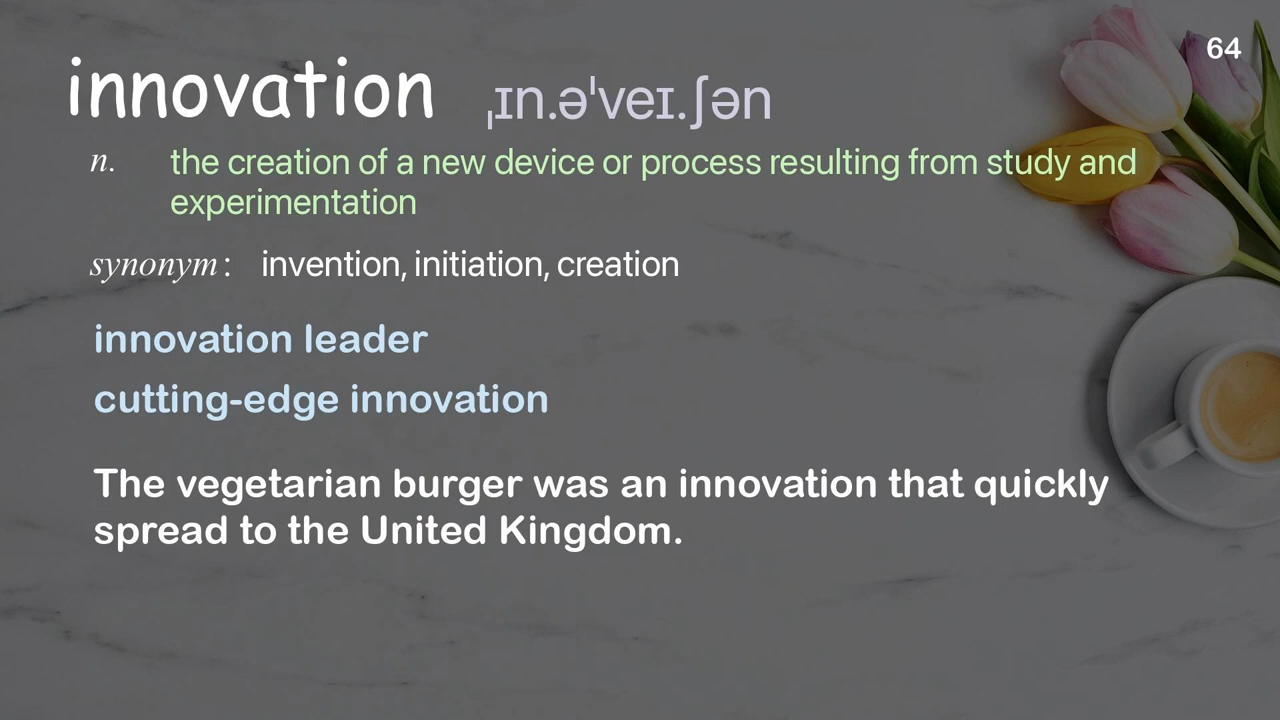 64
innovation ˌɪn.əˈveɪ.ʃən
n. the creation of a new device or process resulting from study and
experimentation
synonym : invention, initiation, creation
innovation leader
cutting-edge innovation
The vegetarian burger was an innovation that quickly
spread to the United Kingdom.